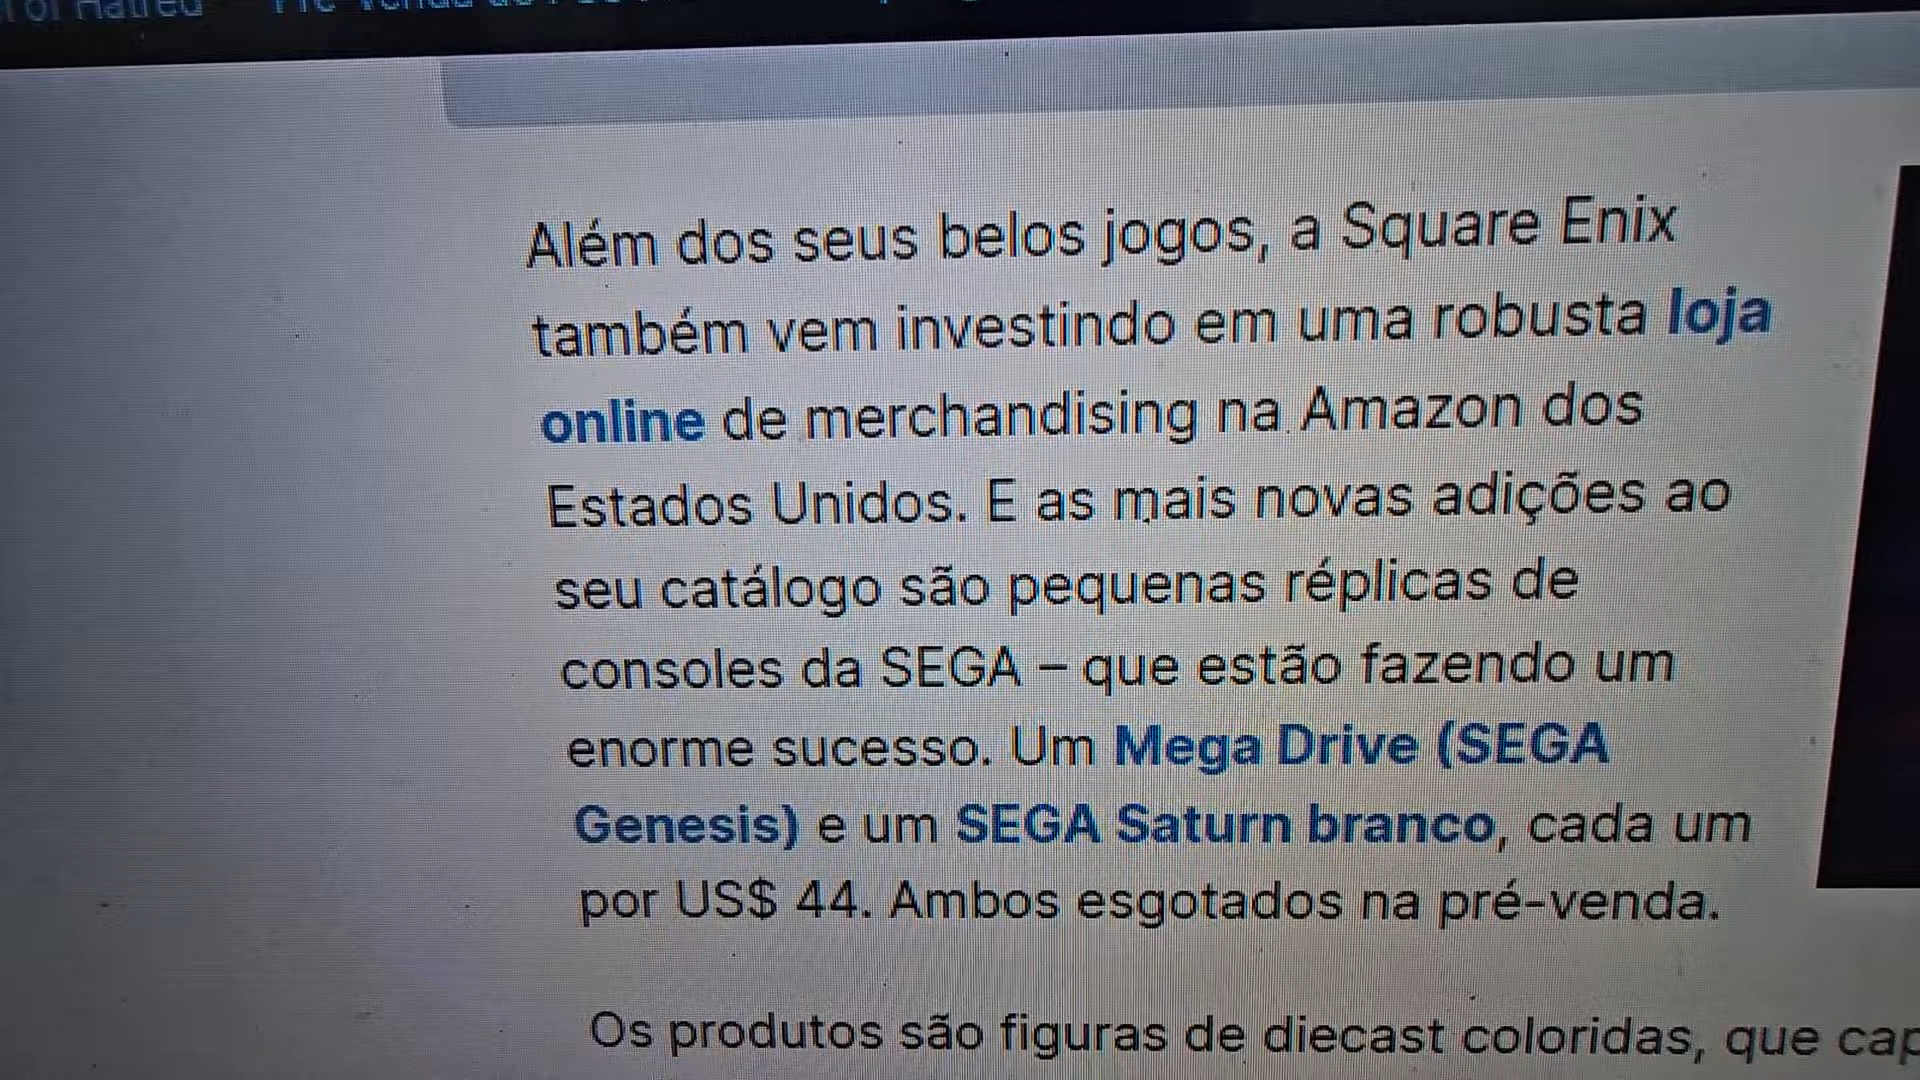 Além dos seus belos jogos, a Square Enix
também vem investindo em uma robusta loja
online de merchandising na Amazon dos
Estados Unidos. E as mais novas adições ao
seu catálogo são pequenas réplicas de
consoles da SEGA – que estão fazendo um
enorme sucesso. Um Mega Drive (SEGA
Genesis) e um SEGA Saturn branco, cada um
por US$ 44. Ambos esgotados na pré-venda.
Os produtos são figuras de diecast coloridas, que